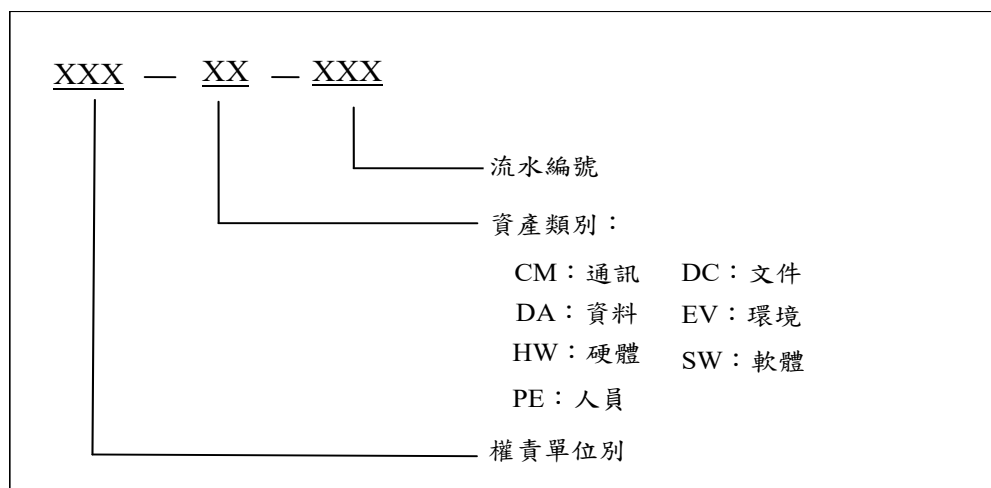 XXX — XX — XXX
流水編號
資產類別：
CM：通訊 DC：文件
DA：資料 EV：環境
HW：硬體 SW：軟體
PE：人員
權責單位別